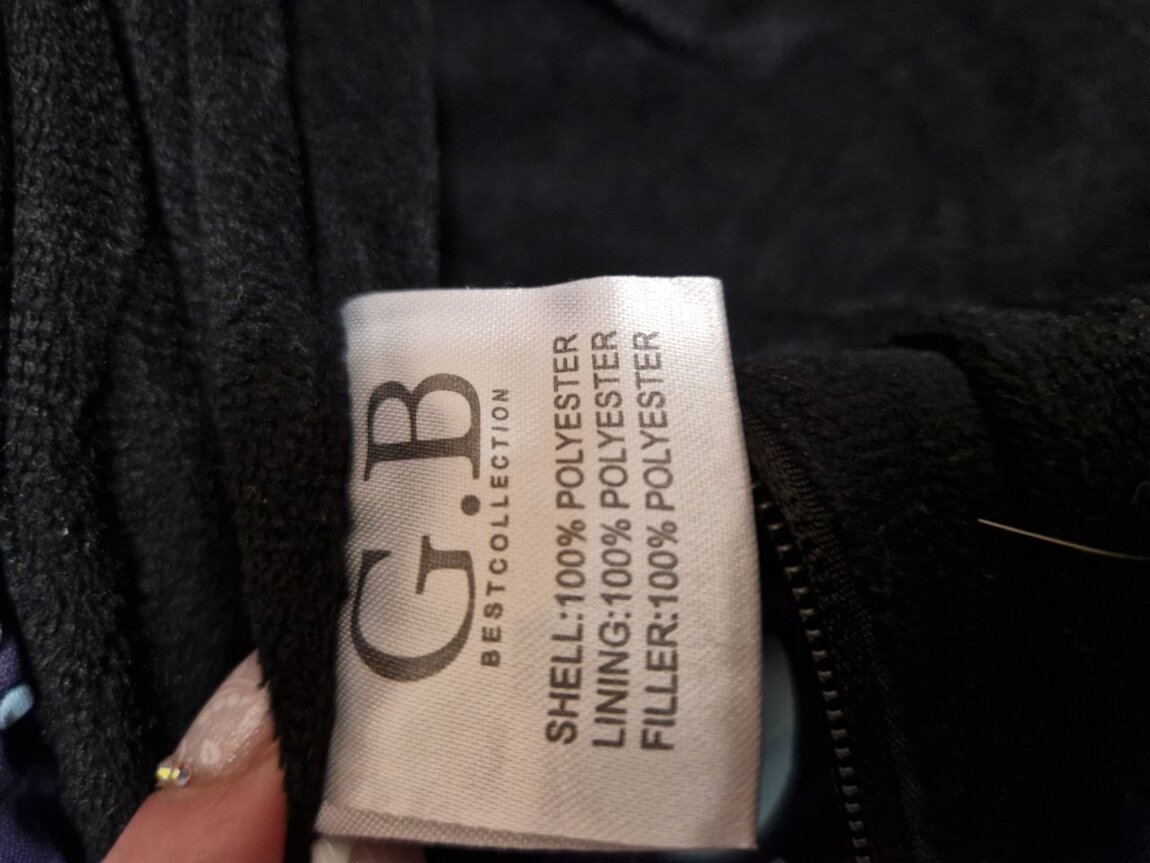 G.B
BESTCOLLECTION
SHELL:100% POLYESTER
LINING:100% POLYESTER
FILLER:100% POLYESTER